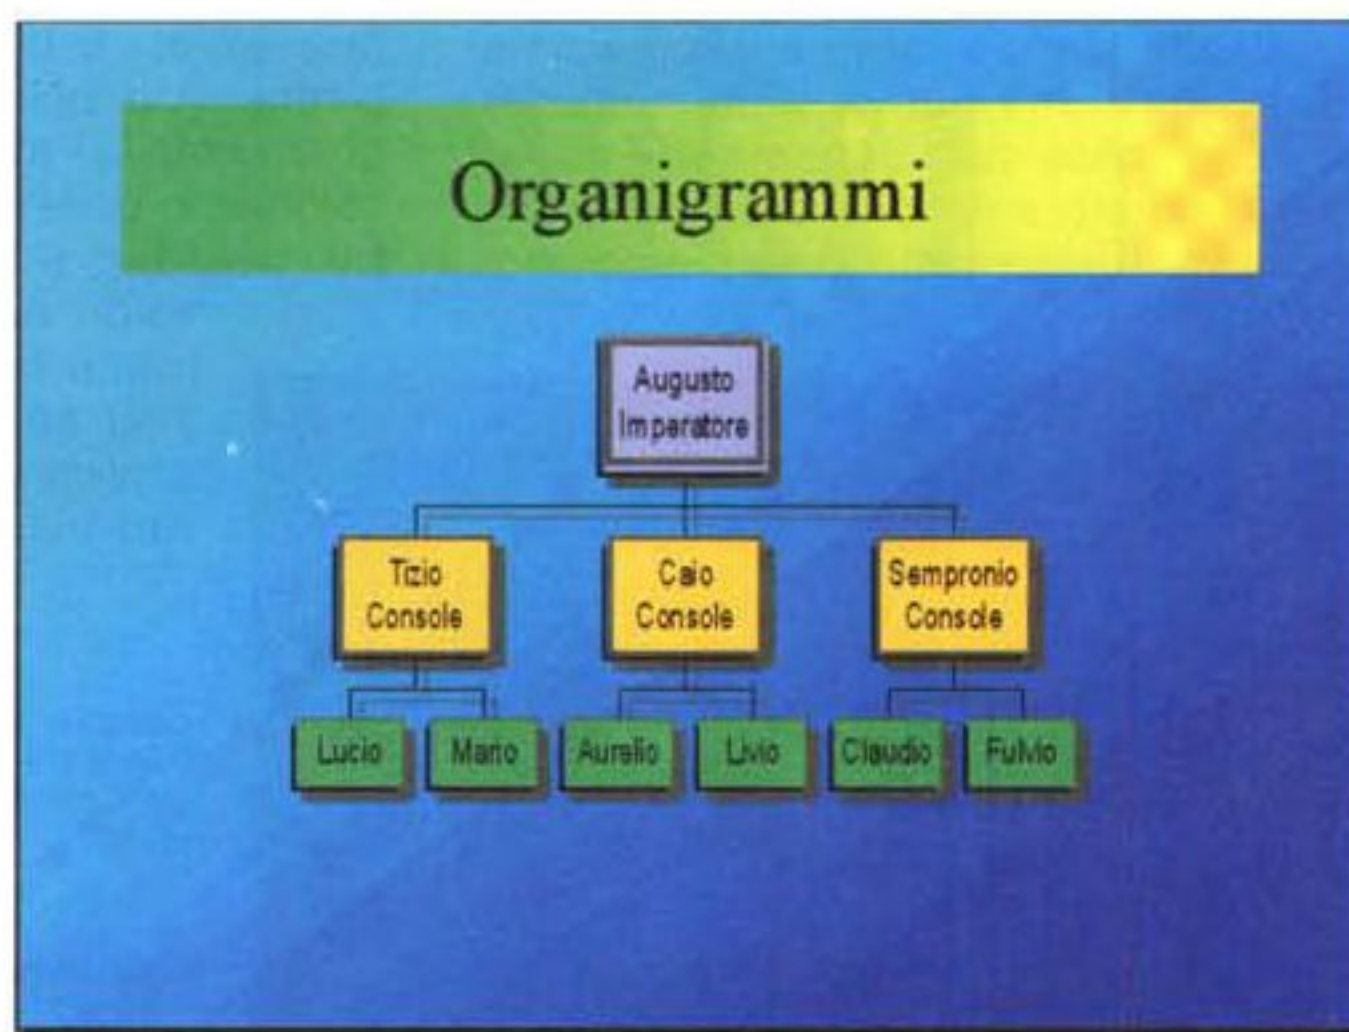 Organigrammi
Augusto
Imperatore
Tizio
Console
Caio
Console
Sempronio
Console
Lucio
Mario
Aurelio
Livio
Claudio
Fulvio